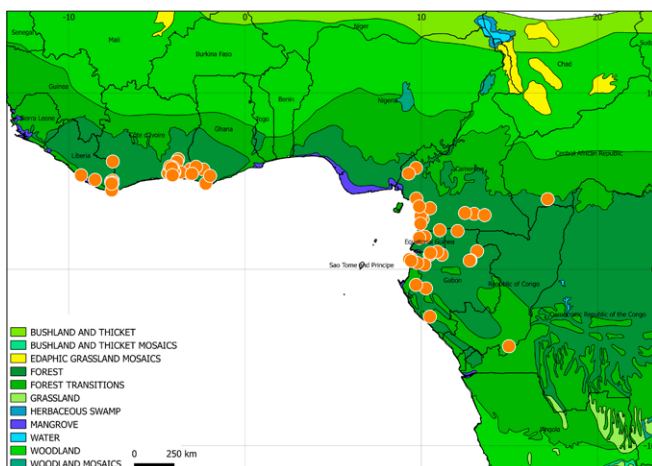 -10 0 10 20
Senegal Niger
Mali Chad
Burkina Faso
Guinea Benin Nigeria
Sierra Leone Côte d'Ivoire Ghana Togo
Central African Republic
Liberia Cameroon
Equatorial Guinea
Sao Tome and Principe
Gabon Republic of Congo
Democratic Republic of the Congo
Angola
BUSHLAND AND THICKET
BUSHLAND AND THICKET MOSAICS
EDAPHIC GRASSLAND MOSAICS
FOREST
FOREST TRANSITIONS
GRASSLAND
HERBACEOUS SWAMP
MANGROVE
WATER
WOODLAND
WOODLAND MOSAICS
0 250 km